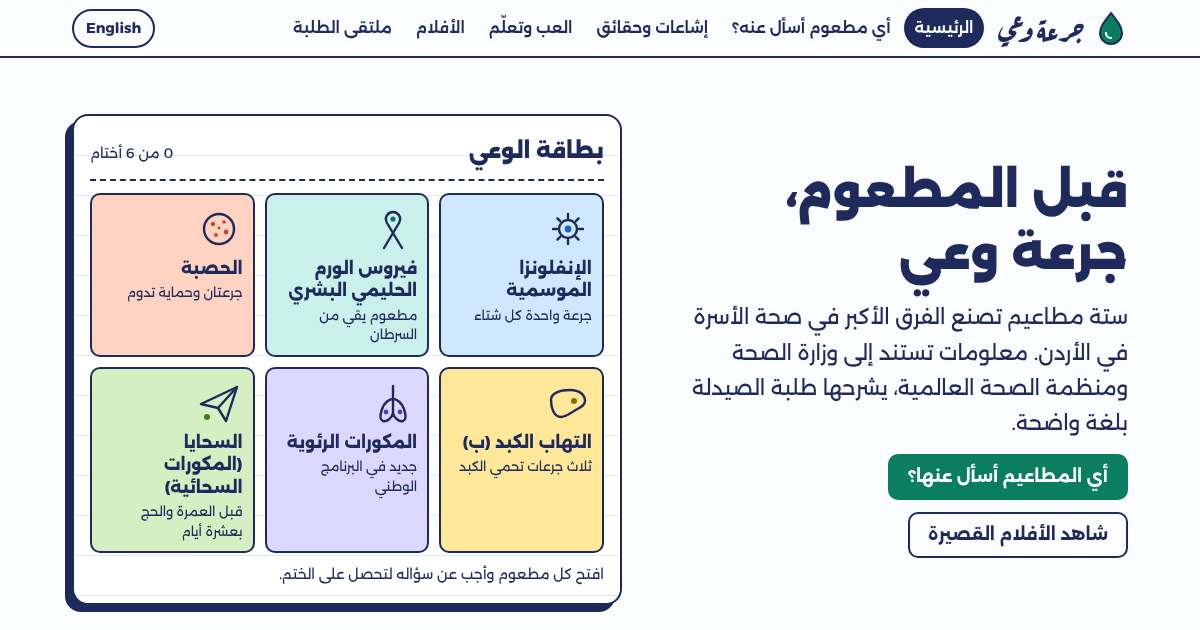 جرعة وعي
الرئيسية
أي مطعوم أسأل عنه؟
إشاعات وحقائق
العب وتعلّم
الأفلام
ملتقى الطلبة
English
قبل المطعوم،
جرعة وعي
ستة مطاعيم تصنع الفرق الأكبر في صحة الأسرة
في الأردن. معلومات تستند إلى وزارة الصحة
ومنظمة الصحة العالمية، يشرحها طلبة الصيدلة
بلغة واضحة.
أي المطاعيم أسأل عنها؟
شاهد الأفلام القصيرة
بطاقة الوعي
0 من 6 أختام
الإنفلونزا
الموسمية
جرعة واحدة كل شتاء
فيروس الورم
الحليمي البشري
مطعوم يقي من
السرطان
الحصبة
جرعتان وحماية تدوم
التهاب الكبد (ب)
ثلاث جرعات تحمي الكبد
المكورات الرئوية
جديد في البرنامج
الوطني
السحايا
(المكورات
السحائية)
قبل العمرة والحج
بعشرة أيام
افتح كل مطعوم وأجب عن سؤاله لتحصل على الختم.